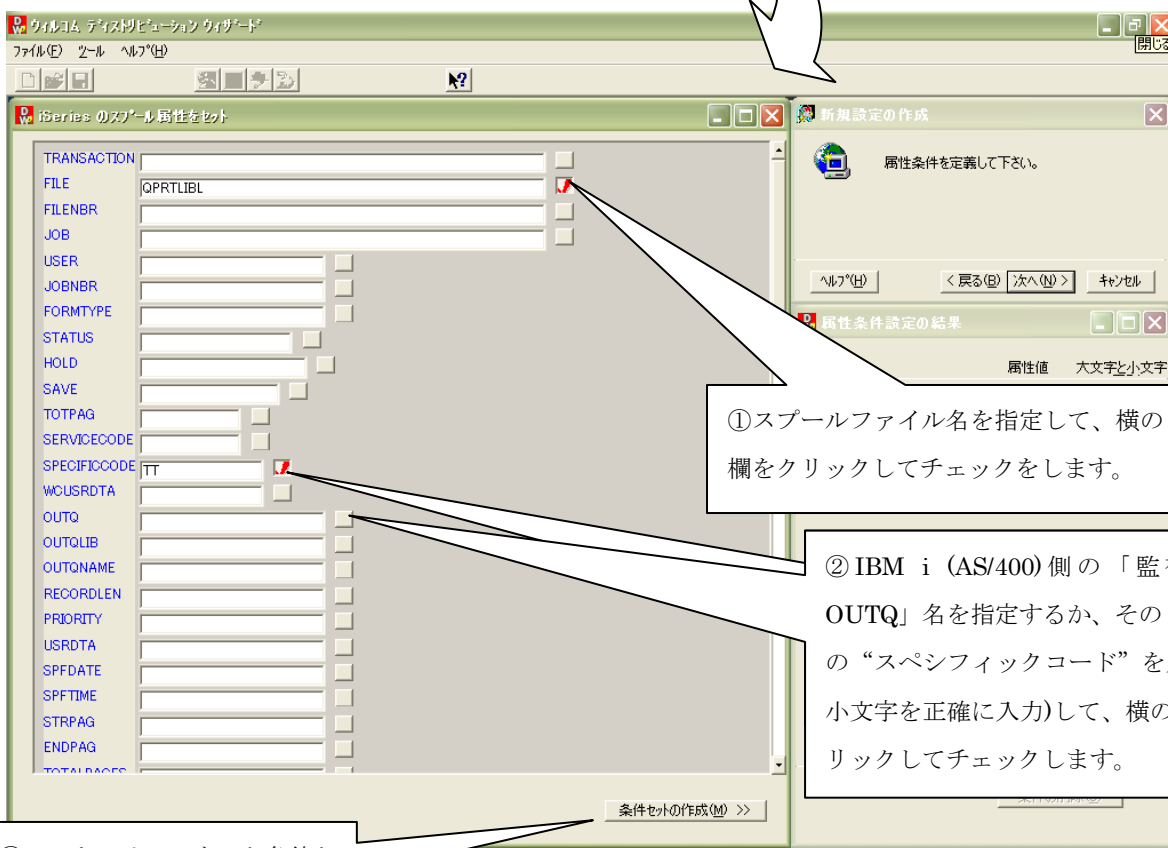 ウィルコム ディストリビューション ウィザード
ファイル(F) ツール ヘルプ(H)
閉じる
iSeries のスプール属性をセット
TRANSACTION
FILE QPRTLIBL
FILENBR
JOB
USER
JOBNBR
FORMTYPE
STATUS
HOLD
SAVE
TOTPAG
SERVICECODE
SPECIFICCODE TT
WCUSRDTA
OUTQ
OUTQLIB
OUTQNAME
RECORDLEN
PRIORITY
USRDTA
SPFDATE
SPFTIME
STRPAG
ENDPAG
TOTALPAGES
条件セットの作成(M) >>
新規設定の作成
属性条件を定義して下さい。
ヘルプ(H) < 戻る(B) 次へ(N) > キャンセル
属性条件設定の結果
属性値 大文字と小文字
①スプールファイル名を指定して、横の
欄をクリックしてチェックをします。
②IBM i (AS/400)側の「監
OUTQ」名を指定するか、その
の“スペシフィックコード”を
小文字を正確に入力)して、横の
リックしてチェックします。